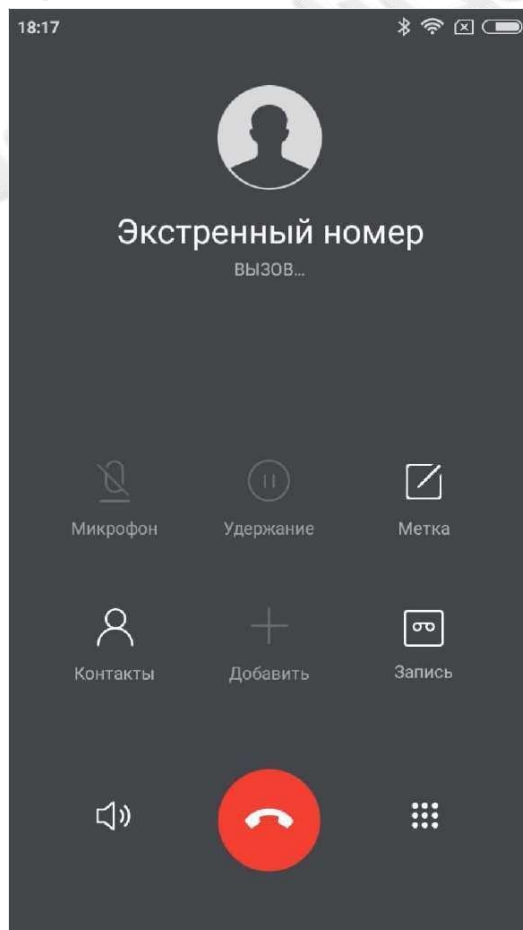 18:17
Экстренный номер
ВЫЗОВ...
Микрофон
Удержание
Метка
Контакты
Добавить
Запись